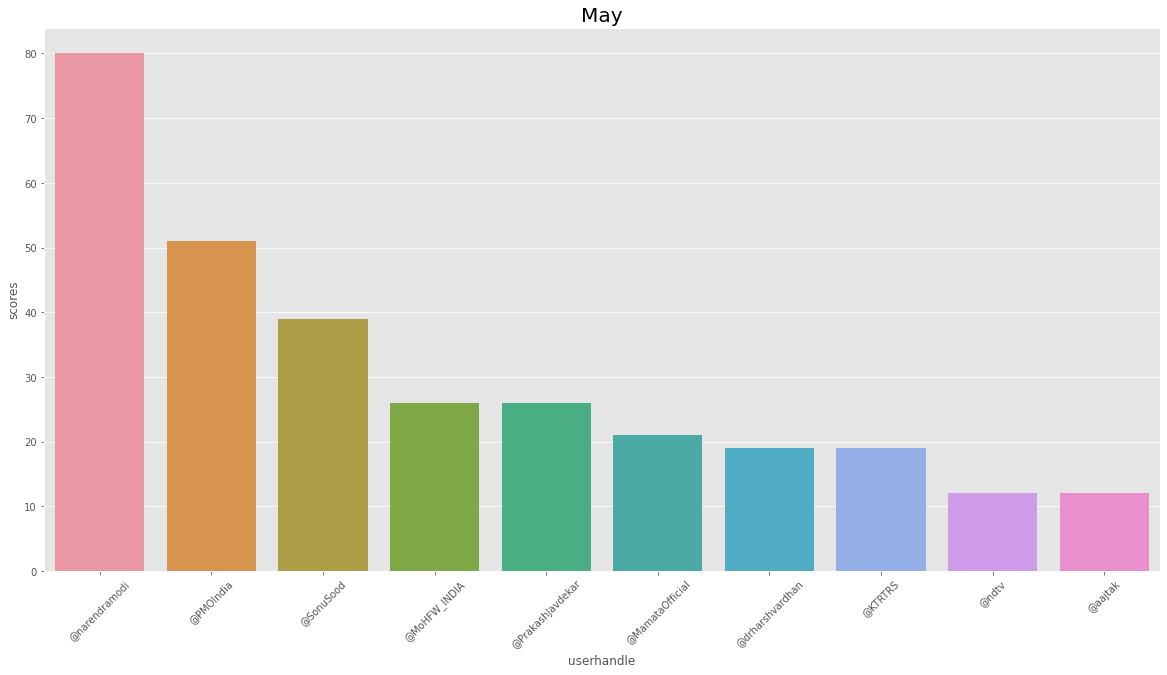 May
80
70
60
50
40
30
20
10
0
scores
@narendramodi
@PMOIndia
@SonuSood
@MoHFW_INDIA
@PrakashJavdekar
@MamataOfficial
@drharshvardhan
@KTRTRS
@ndtv
@aajtak
userhandle